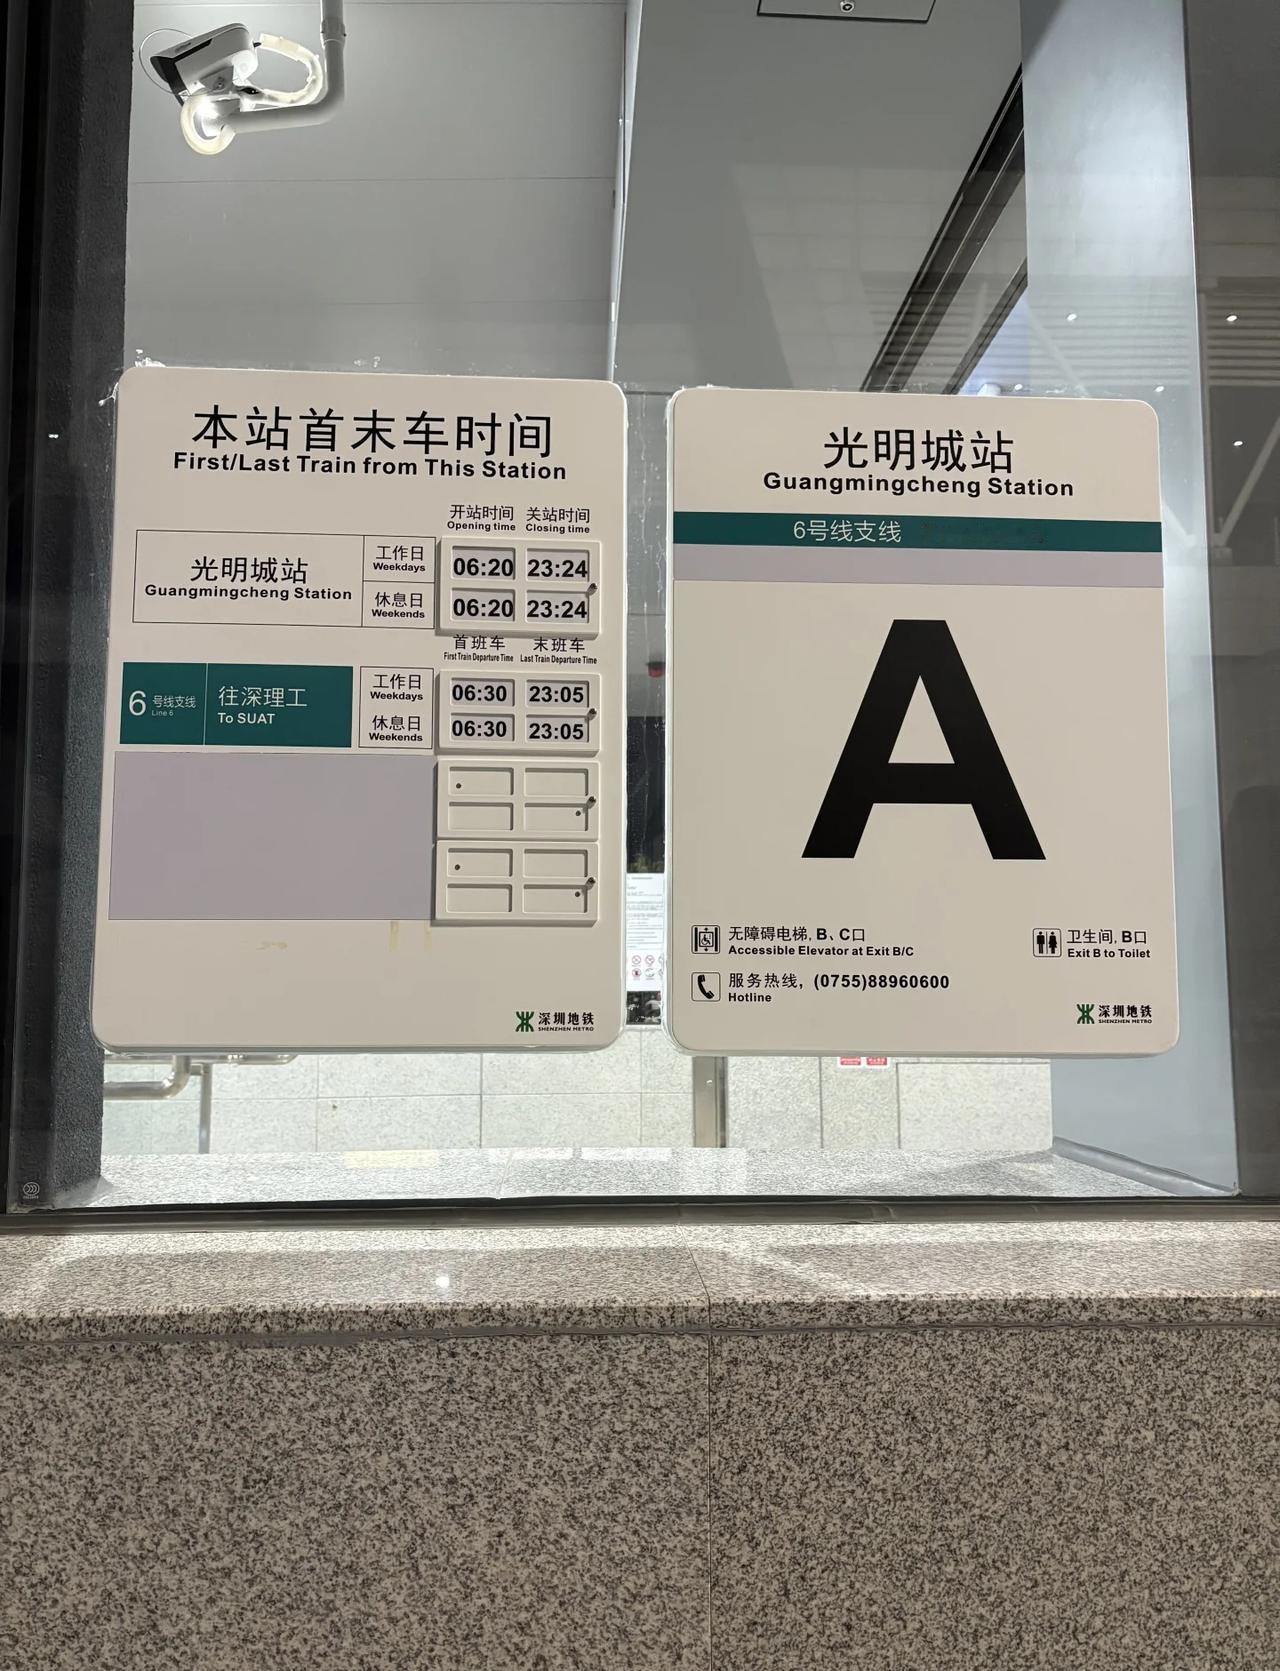 本站首末车时间
First/Last Train from This Station
开站时间 关站时间
Opening time Closing time
光明城站
Guangmingcheng Station
工作日
Weekdays
06:20 23:24
休息日
Weekends
06:20 23:24
首班车 末班车
First Train Departure Time Last Train Departure Time
6 号线支线
Line 6
往深理工
To SUAT
工作日
Weekdays
06:30 23:05
休息日
Weekends
06:30 23:05
深圳地铁
SHENZHEN METRO
光明城站
Guangmingcheng Station
6号线支线
A
无障碍电梯, B、C口
Accessible Elevator at Exit B/C
卫生间, B口
Exit B to Toilet
服务热线, (0755)88960600
Hotline
深圳地铁
SHENZHEN METRO